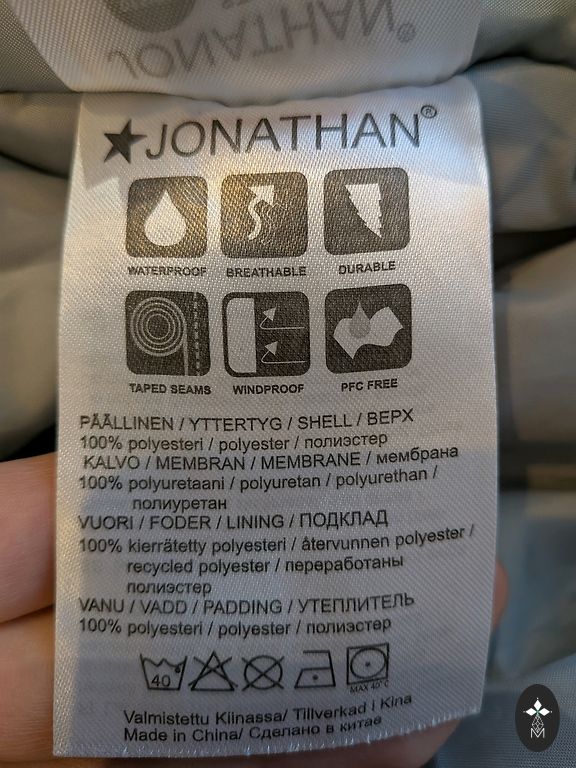 JONATHAN®
JONATHAN®
WATERPROOF BREATHABLE DURABLE
TAPED SEAMS WINDPROOF PFC FREE
PÄÄLLINEN / YTTERTYG / SHELL / ВЕРХ
100% polyesteri / polyester / полиэстер
KALVO / MEMBRAN / MEMBRANE / мембрана
100% polyuretaani / polyuretan / polyurethan /
полиуретан
VUORI / FODER / LINING / ПОДКЛАД
100% kierrätetty polyesteri / återvunnen polyester /
recycled polyester / переработаны
полиэстер
VANU / VADD / PADDING / УТЕПЛИТЕЛЬ
100% polyesteri / polyester / полиэстер
40
MAX 40°C
Valmistettu Kiinassa/ Tillverkad i Kina
Made in China/ Сделано в китае
M